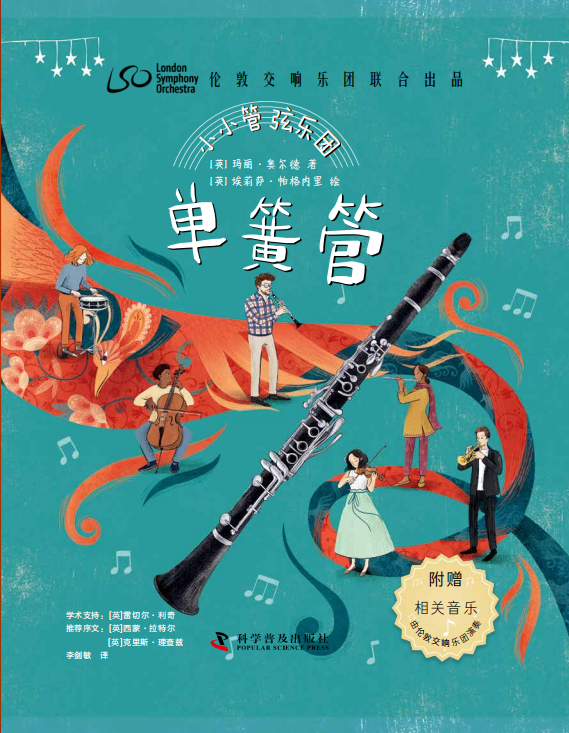 LSO London Symphony Orchestra 伦敦交响乐团联合出品
小小管弦乐团
[英] 玛丽·奥尔德 著
[英] 埃莉萨·帕格内里 绘
单簧管
附赠
相关音乐
由伦敦交响乐团演奏
学术支持：[英]雷切尔·利奇
推荐序文：[英]西蒙·拉特尔
[英]克里斯·理查兹
李剑敏 译
科学普及出版社
POPULAR SCIENCE PRESS